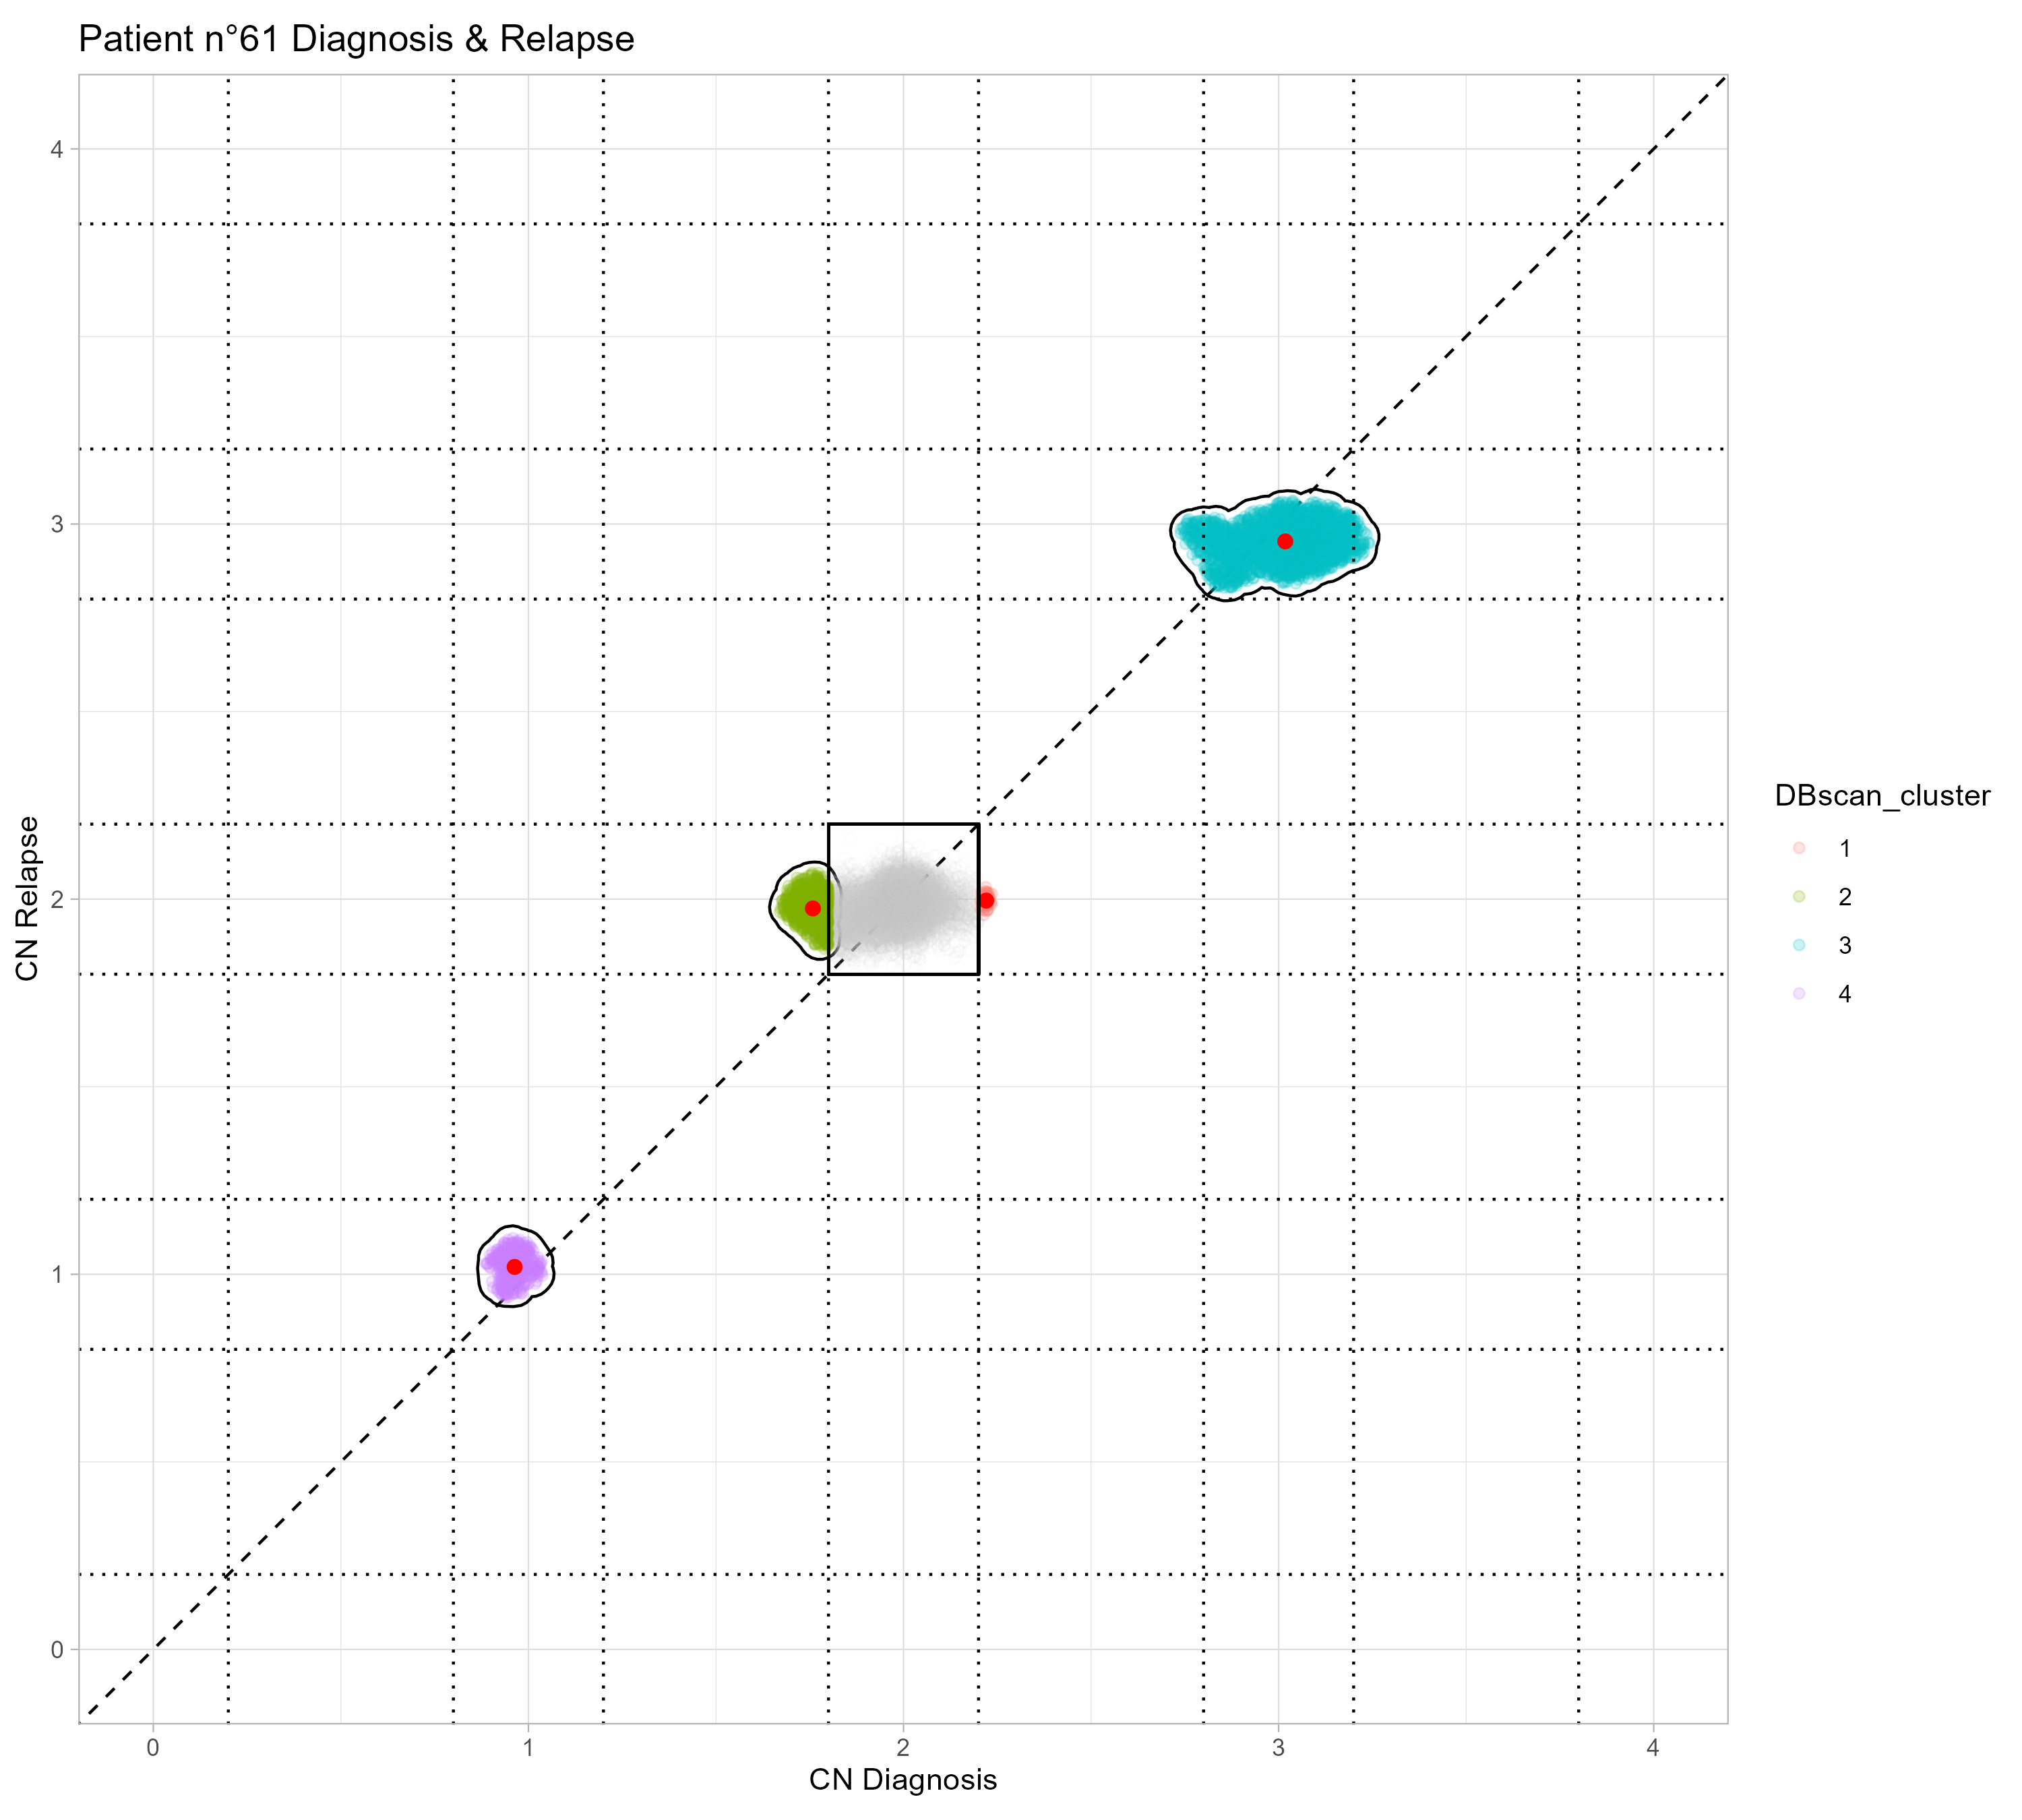 Patient n°61 Diagnosis & Relapse
4
3
2
1
0
CN Relapse
0 1 2 3 4
CN Diagnosis
DBscan_cluster
1
2
3
4